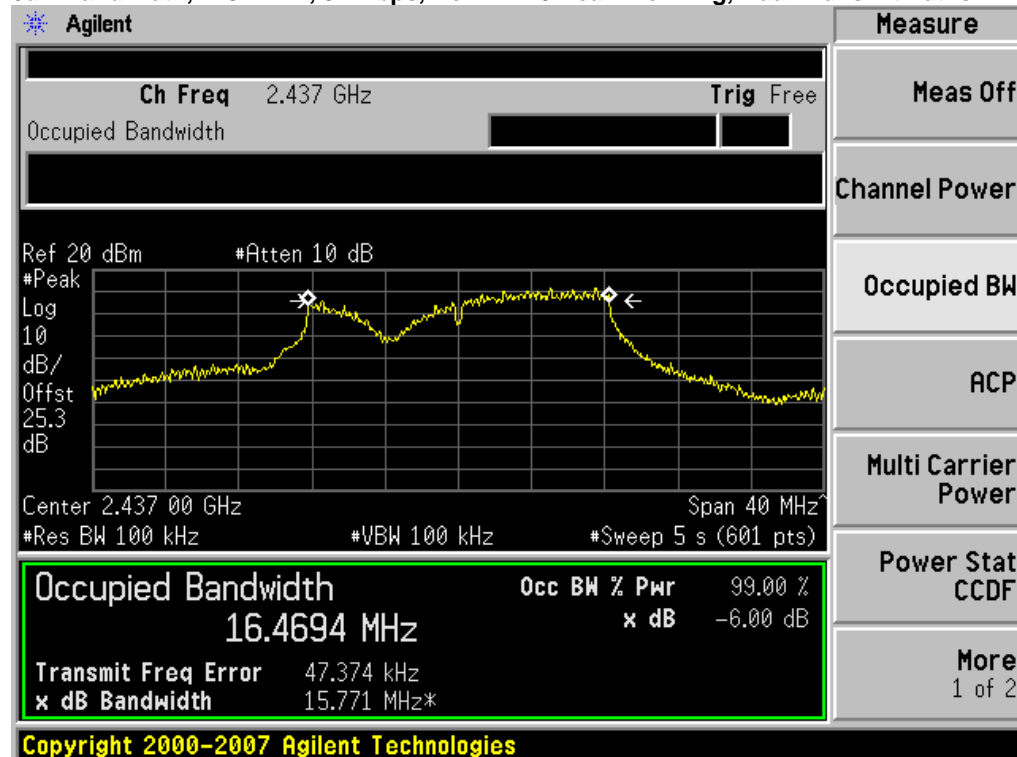 Agilent
Measure
Ch Freq 2.437 GHz Trig Free
Meas Off
Occupied Bandwidth
Channel Power
Ref 20 dBm #Atten 10 dB
#Peak
Log
10
dB/
Offst
25.3
dB
Occupied BW
ACP
Multi Carrier
Power
Center 2.437 00 GHz Span 40 MHz^
#Res BW 100 kHz #VBW 100 kHz #Sweep 5 s (601 pts)
Power Stat
CCDF
Occupied Bandwidth Occ BW % Pwr 99.00 %
16.4694 MHz x dB -6.00 dB
Transmit Freq Error 47.374 kHz
x dB Bandwidth 15.771 MHz*
More
1 of 2
Copyright 2000-2007 Agilent Technologies